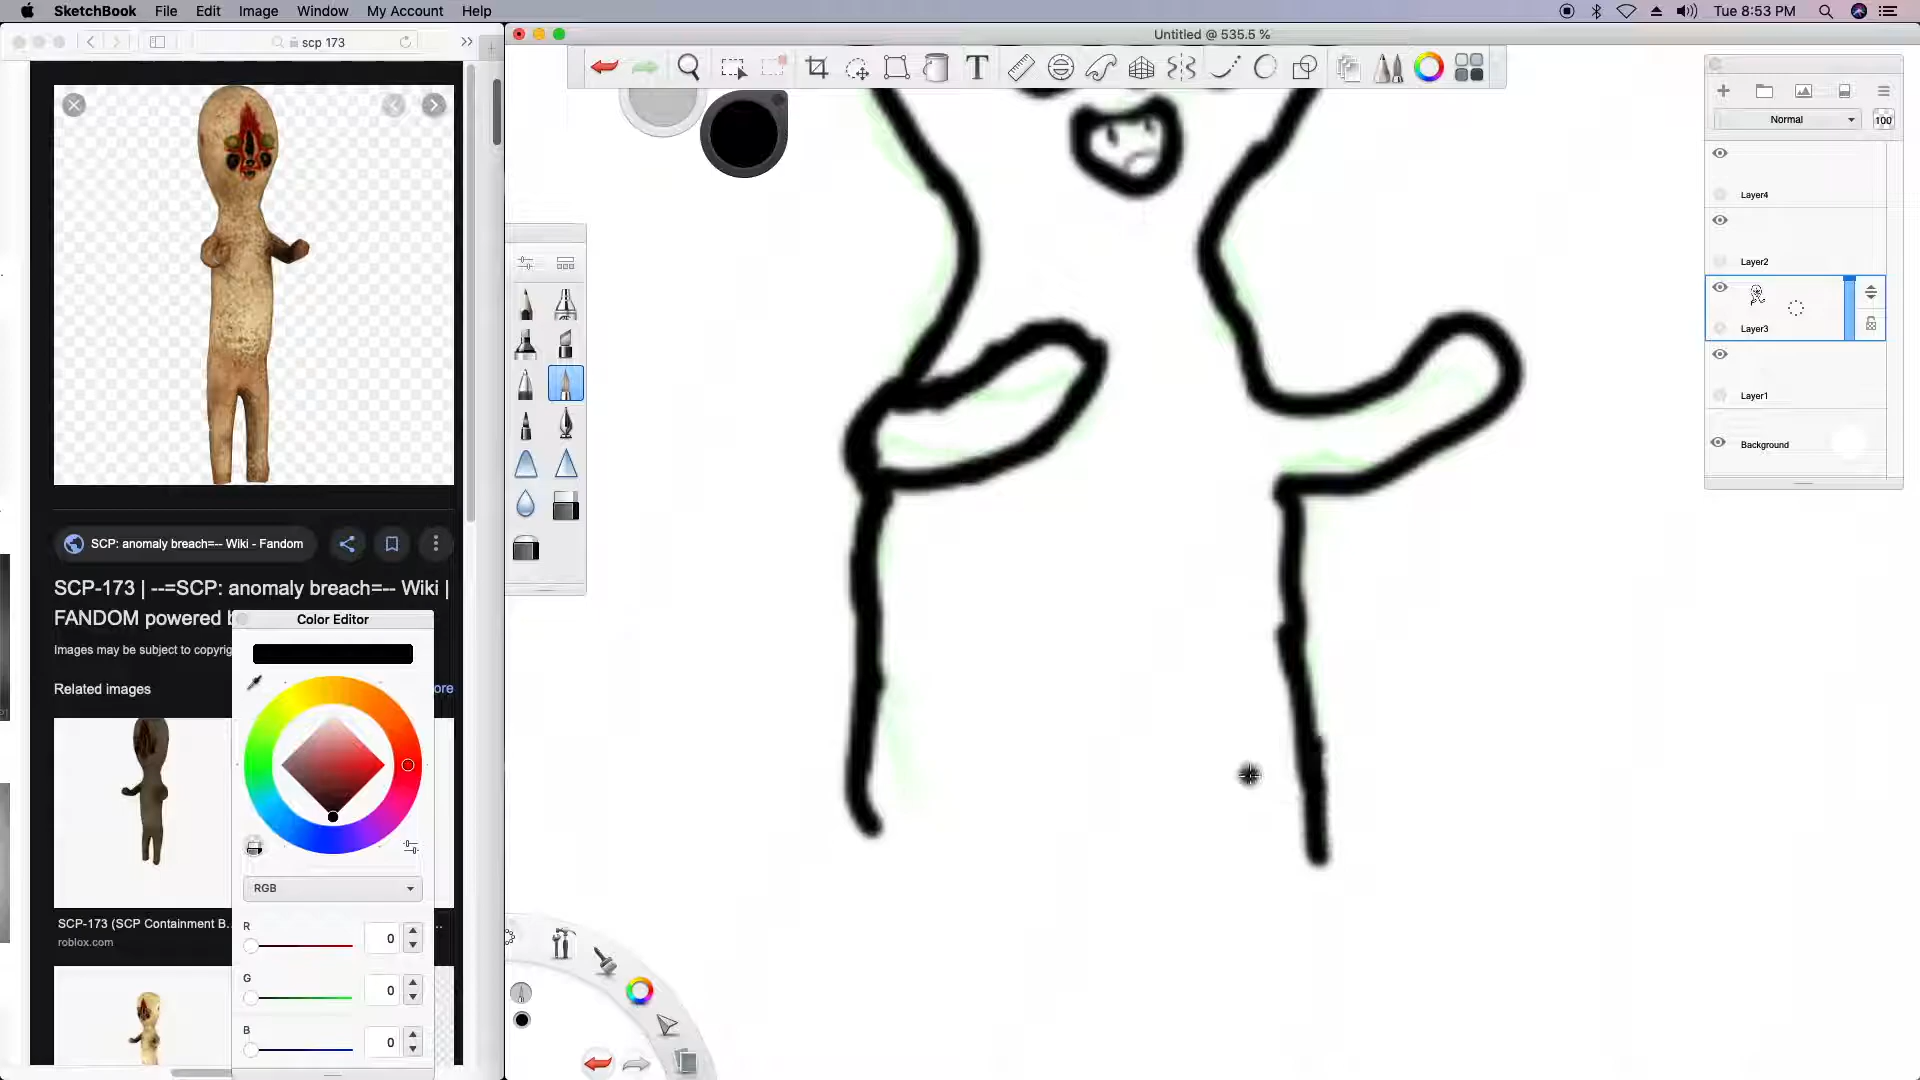 SketchBook File Edit Image Window My Account Help
Tue 8:53 PM
scp 173
Untitled @ 535.5 %
T
Normal
100
Layer4
Layer2
Layer3
Layer1
Background
SCP: anomaly breach=-- Wiki - Fandom
SCP-173 | --=SCP: anomaly breach=-- Wiki |
FANDOM powered b
Images may be subject to copyrig
Related images
ore
Color Editor
RGB
R 0
G 0
B 0
SCP-173 (SCP Containment B...
roblox.com